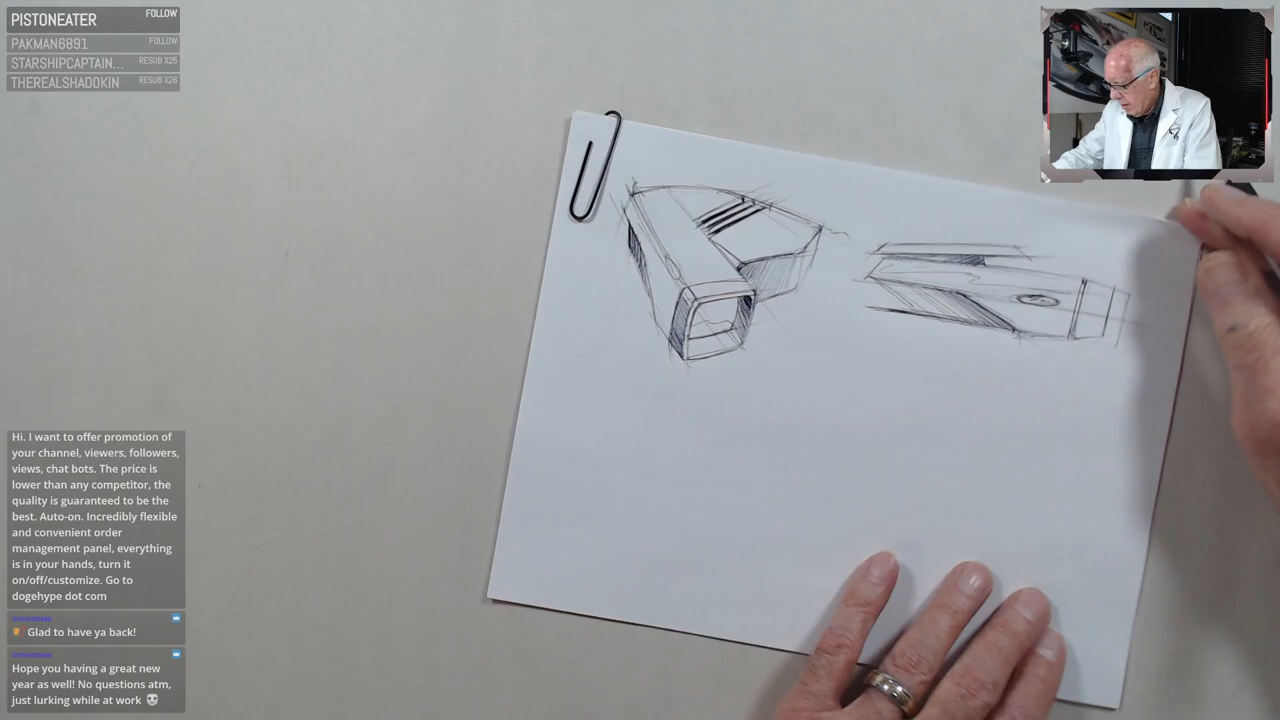 PISTONEATER FOLLOW
PAKMAN6891 FOLLOW
STARSHIPCAPTAIN... RESUB X25
THEREALSHADOKIN RESUB X26
Hi. I want to offer promotion of
your channel, viewers, followers,
views, chat bots. The price is
lower than any competitor, the
quality is guaranteed to be the
best. Auto-on. Incredibly flexible
and convenient order
management panel, everything
is in your hands, turn it
on/off/customize. Go to
dogehype dot com
Glad to have ya back!
Hope you having a great new
year as well! No questions atm,
just lurking while at work